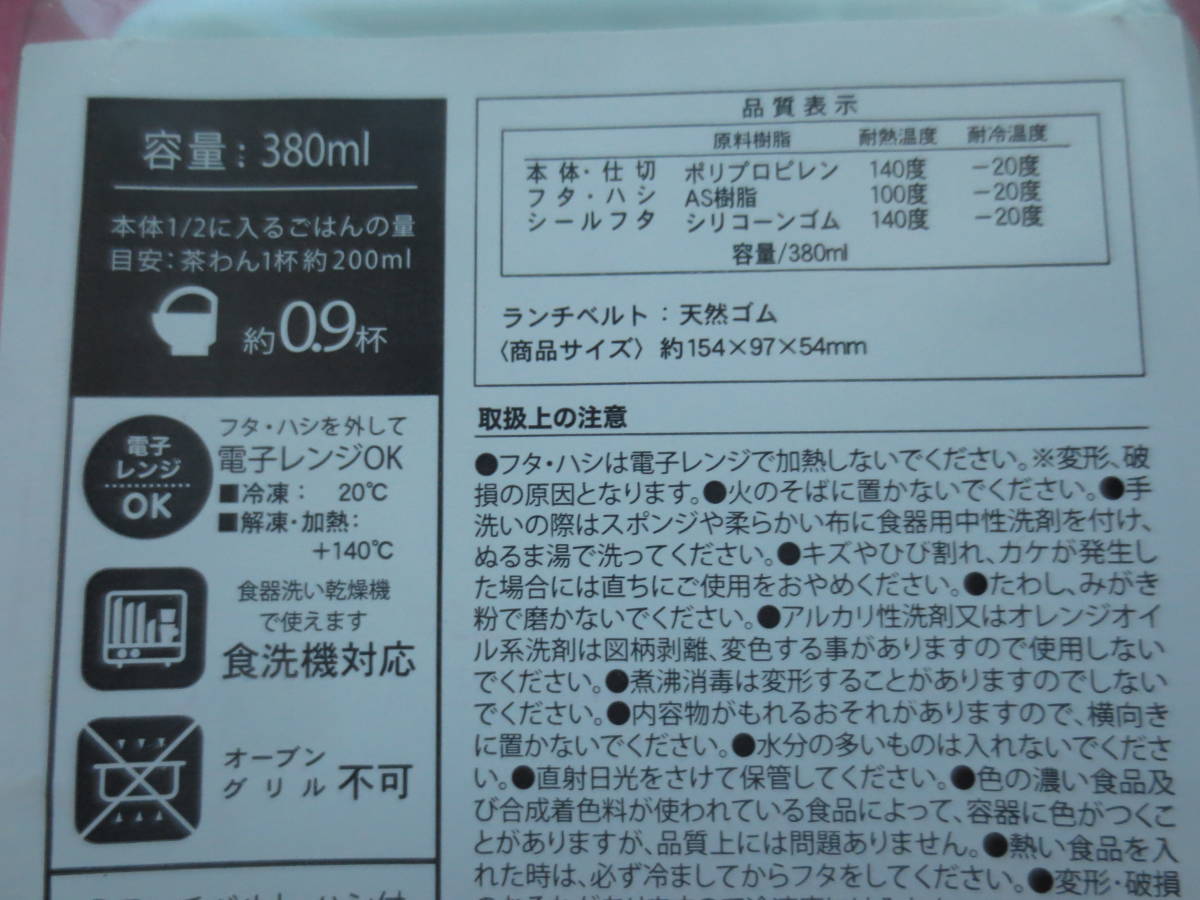 容量：380ml
本体1/2に入るごはんの量
目安：茶わん1杯約200ml
約0.9杯
電子
レンジ
OK
フタ・ハシを外して
電子レンジOK
■冷凍： 20℃
■解凍・加熱：
+140℃
食器洗い乾燥機
で使えます
食洗機対応
オーブン
グリル 不可
品質表示
原料樹脂 耐熱温度 耐冷温度
本体・仕切 ポリプロピレン 140度 －20度
フタ・ハシ AS樹脂 100度 －20度
シールフタ シリコーンゴム 140度 －20度
容量/380ml
ランチベルト：天然ゴム
〈商品サイズ〉約154×97×54mm
取扱上の注意
●フタ・ハシは電子レンジで加熱しないでください。※変形、破
損の原因となります。●火のそばに置かないでください。●手
洗いの際はスポンジや柔らかい布に食器用中性洗剤を付け、
ぬるま湯で洗ってください。●キズやひび割れ、カケが発生し
た場合には直ちにご使用をおやめください。●たわし、みがき
粉で磨かないでください。●アルカリ性洗剤又はオレンジオイ
ル系洗剤は図柄剥離、変色する事がありますので使用しない
でください。●煮沸消毒は変形することがありますのでしない
でください。●内容物がもれるおそれがありますので、横向き
に置かないでください。●水分の多いものは入れないでくださ
い。●直射日光をさけて保管してください。●色の濃い食品及
び合成着色料が使われている食品によって、容器に色がつくこ
とがありますが、品質上には問題ありません。●熱い食品を入
れた時は、必ず冷ましてからフタをしてください。●変形・破損